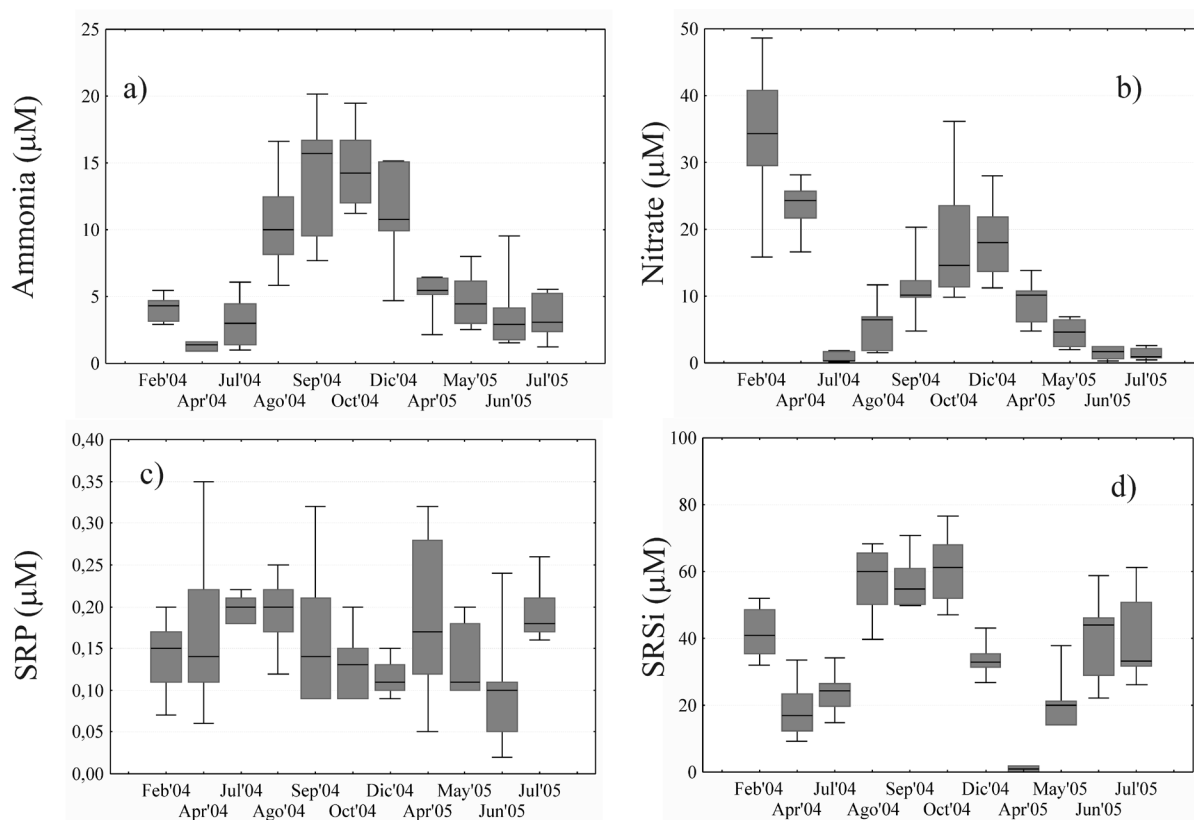 a)
Ammonia (µM)
25
20
15
10
5
0
Feb'04 Jul'04 Sep'04 Dic'04 May'05 Jul'05
Apr'04 Ago'04 Oct'04 Apr'05 Jun'05
b)
Nitrate (µM)
50
40
30
20
10
0
Feb'04 Jul'04 Sep'04 Dic'04 May'05 Jul'05
Apr'04 Ago'04 Oct'04 Apr'05 Jun'05
c)
SRP (µM)
0,40
0,35
0,30
0,25
0,20
0,15
0,10
0,05
0,00
Feb'04 Jul'04 Sep'04 Dic'04 May'05 Jul'05
Apr'04 Ago'04 Oct'04 Apr'05 Jun'05
d)
SRSi (µM)
100
80
60
40
20
0
Feb'04 Jul'04 Sep'04 Dic'04 May'05 Jul'05
Apr'04 Ago'04 Oct'04 Apr'05 Jun'05